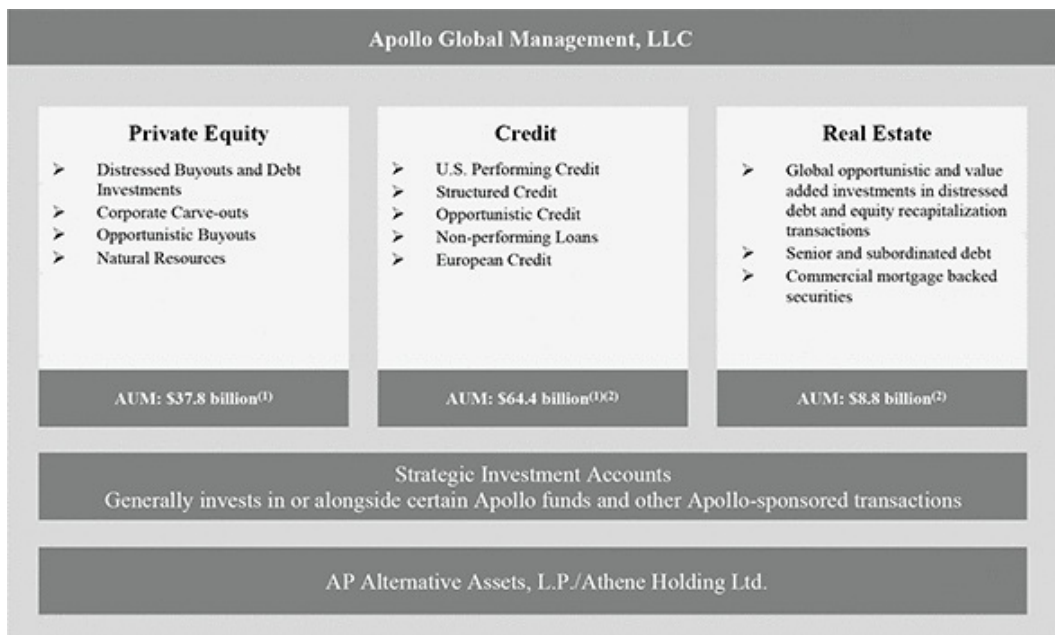 Apollo Global Management, LLC
Private Equity
➢ Distressed Buyouts and Debt
Investments
➢ Corporate Carve-outs
➢ Opportunistic Buyouts
➢ Natural Resources
AUM: $37.8 billion(1)
Credit
➢ U.S. Performing Credit
➢ Structured Credit
➢ Opportunistic Credit
➢ Non-performing Loans
➢ European Credit
AUM: $64.4 billion(1)(2)
Real Estate
➢ Global opportunistic and value
added investments in distressed
debt and equity recapitalization
transactions
➢ Senior and subordinated debt
➢ Commercial mortgage backed
securities
AUM: $8.8 billion(2)
Strategic Investment Accounts
Generally invests in or alongside certain Apollo funds and other Apollo-sponsored transactions
AP Alternative Assets, L.P./Athene Holding Ltd.